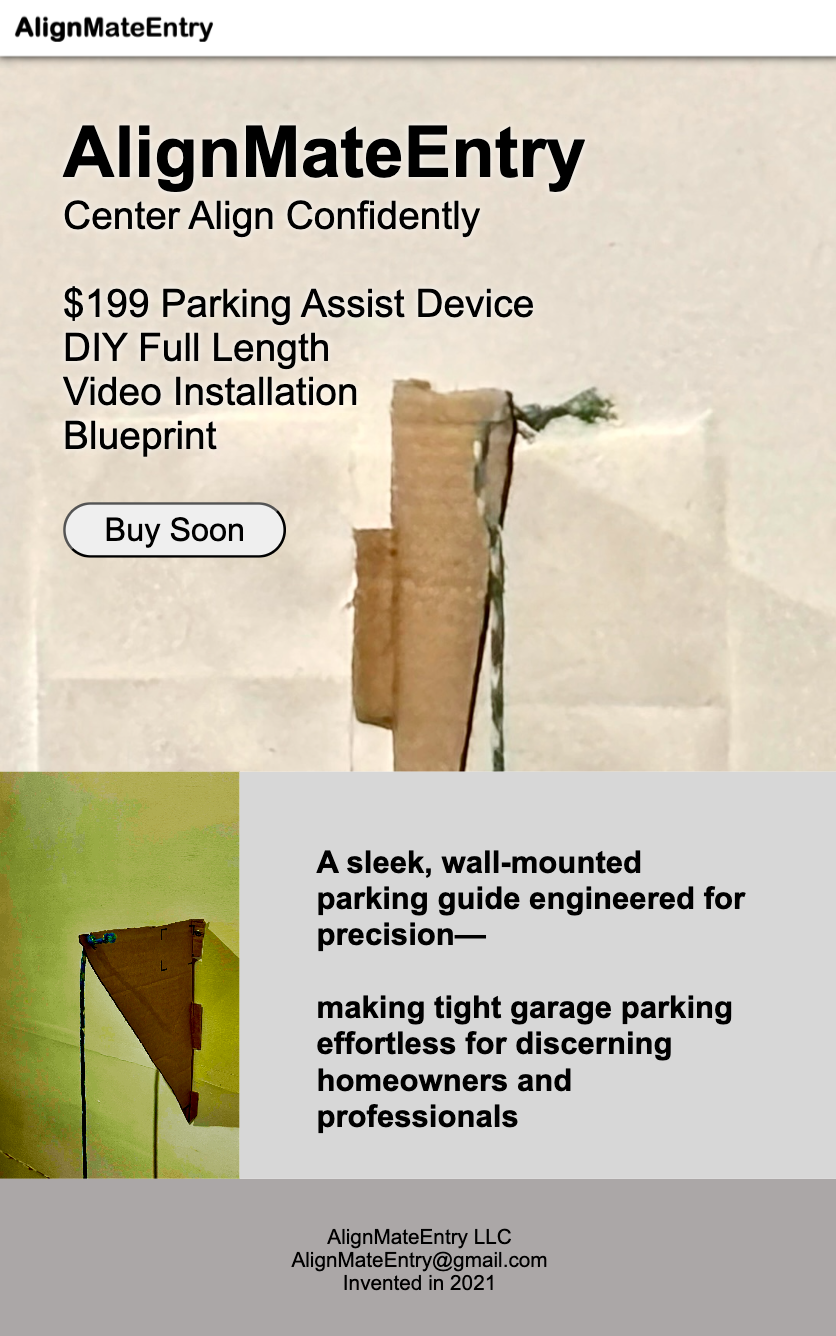 AlignMateEntry
AlignMateEntry
Center Align Confidently
$199 Parking Assist Device
DIY Full Length
Video Installation
Blueprint
Buy Soon
A sleek, wall-mounted
parking guide engineered for
precision—
making tight garage parking
effortless for discerning
homeowners and
professionals
AlignMateEntry LLC
AlignMateEntry@gmail.com
Invented in 2021